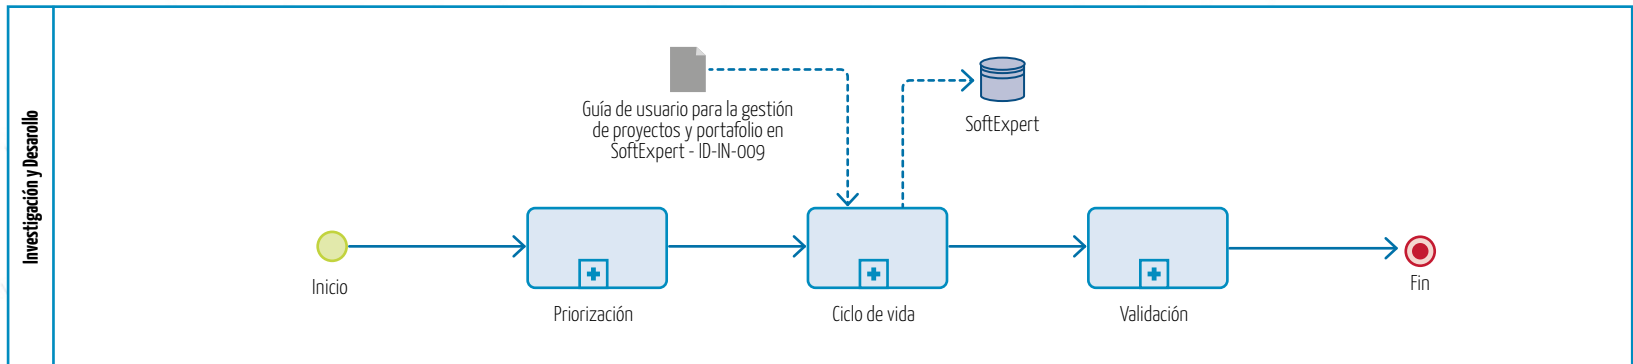 Investigación y Desarollo
Guía de usuario para la gestión
de proyectos y portafolio en
SoftExpert - ID-IN-009
SoftExpert
Inicio
Priorización
Ciclo de vida
Validación
Fin